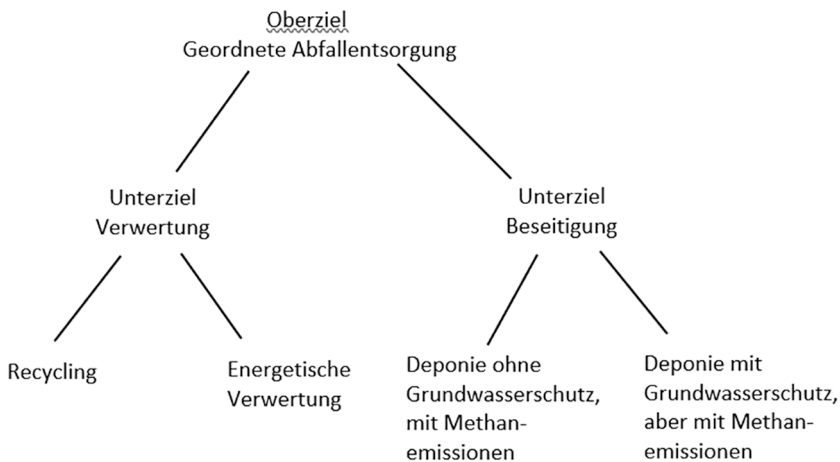 Oberziel
Geordnete Abfallentsorgung
Unterziel
Verwertung
Unterziel
Beseitigung
Recycling
Energetische
Verwertung
Deponie ohne
Grundwasserschutz,
mit Methan-
emissionen
Deponie mit
Grundwasserschutz,
aber mit Methan-
emissionen